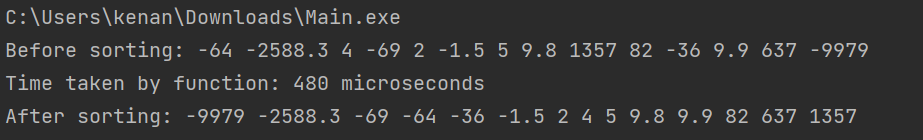 C:\Users\kenan\Downloads\Main.exe
Before sorting: -64 -2588.3 4 -69 2 -1.5 5 9.8 1357 82 -36 9.9 637 -9979
Time taken by function: 480 microseconds
After sorting: -9979 -2588.3 -69 -64 -36 -1.5 2 4 5 9.8 9.9 82 637 1357